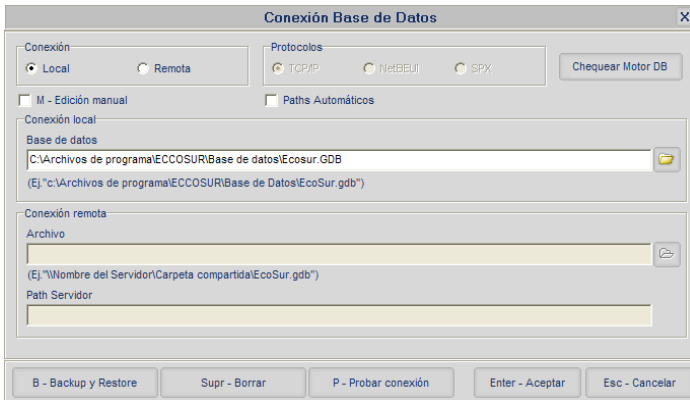 Conexión Base de Datos X
Conexión Protocolos
Local Remota TCP/IP NetBEUI SPX Chequear Motor DB
M - Edición manual Paths Automáticos
Conexión local
Base de datos
C:\Archivos de programa\ECCOSUR\Base de datos\Ecosur.GDB
(Ej."c:\Archivos de programa\ECCOSUR\Base de Datos\EcoSur.gdb")
Conexión remota
Archivo
(Ej."\\Nombre del Servidor\Carpeta compartida\EcoSur.gdb")
Path Servidor
B - Backup y Restore Supr - Borrar P - Probar conexión Enter - Aceptar Esc - Cancelar